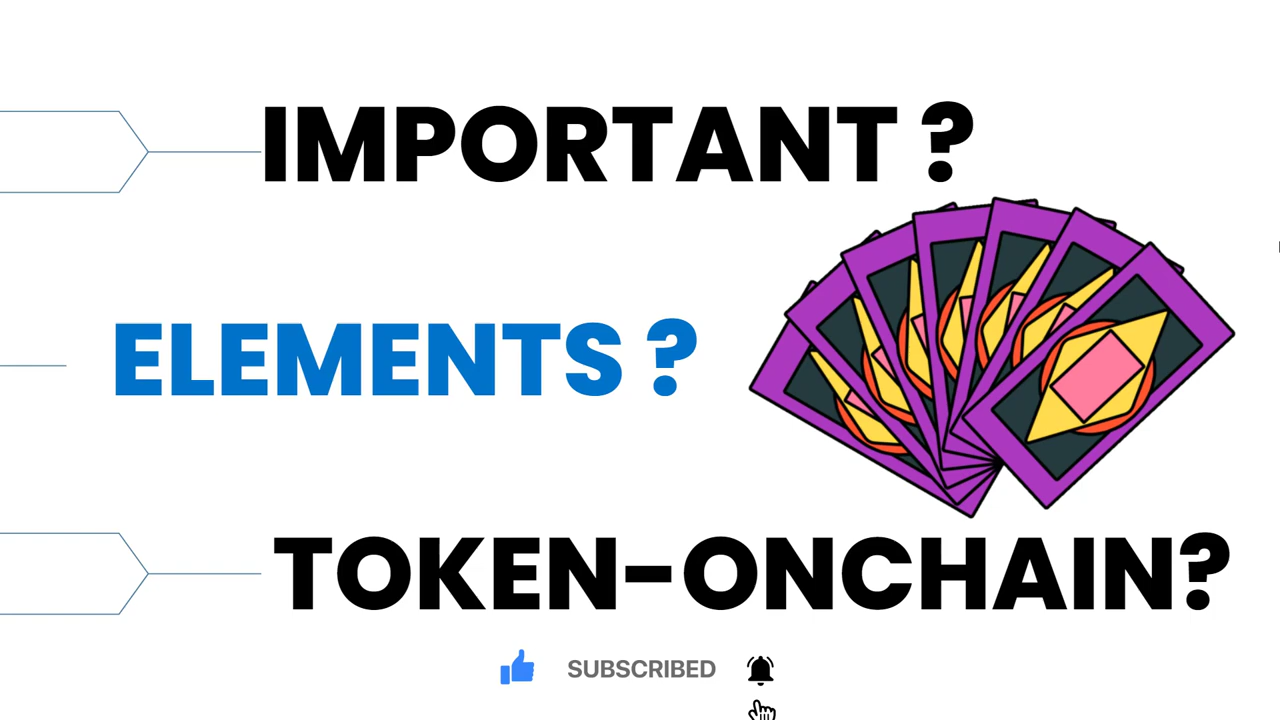 IMPORTANT ?
ELEMENTS ?
TOKEN-ONCHAIN?
SUBSCRIBED